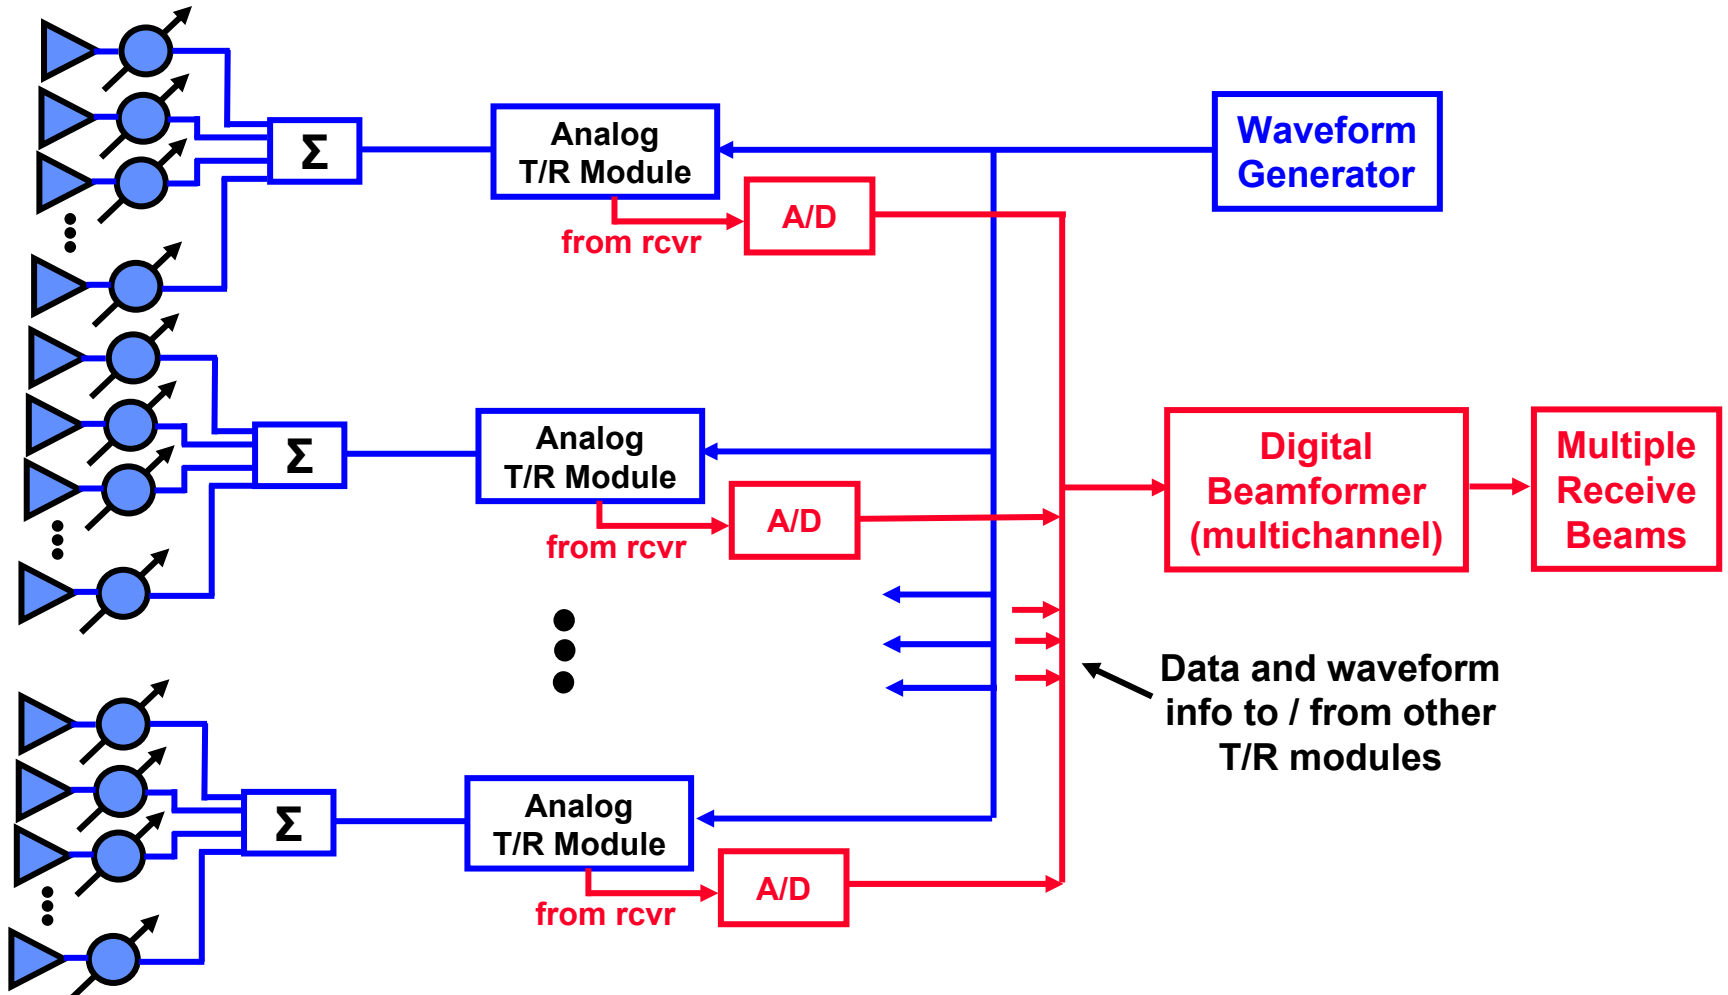 Σ
Analog
T/R Module
Waveform
Generator
A/D
from rcvr
Σ
Analog
T/R Module
A/D
from rcvr
Digital
Beamformer
(multichannel)
Multiple
Receive
Beams
Data and waveform
info to / from other
T/R modules
Σ
Analog
T/R Module
A/D
from rcvr